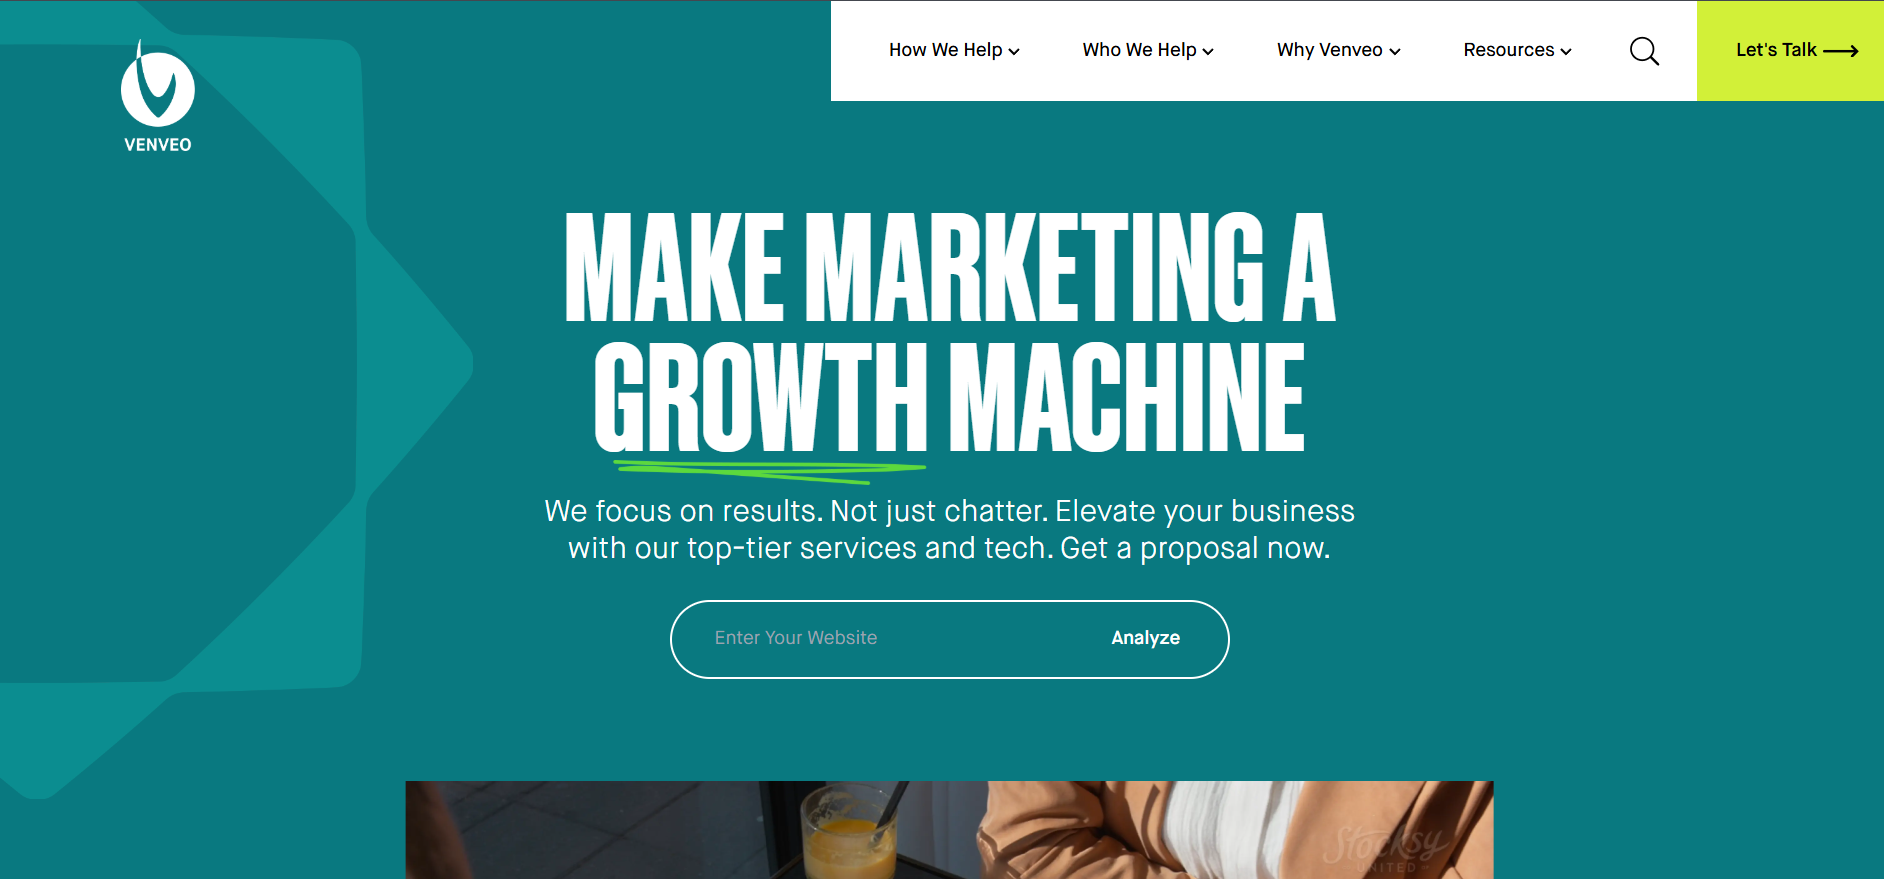 VENVEO
How We Help
Who We Help
Why Venveo
Resources
Let's Talk
MAKE MARKETING A
GROWTH MACHINE
We focus on results. Not just chatter. Elevate your business
with our top-tier services and tech. Get a proposal now.
Enter Your Website
Analyze
Stocksy
UNITED